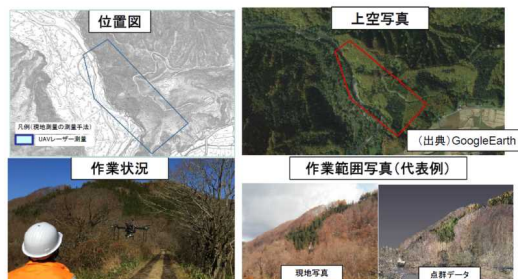 位置図
凡例(現地測量の測量手法)
UAVレーザー測量
上空写真
(出典)GoogleEarth
作業状況
作業範囲写真(代表例)
現地写真
点群データ